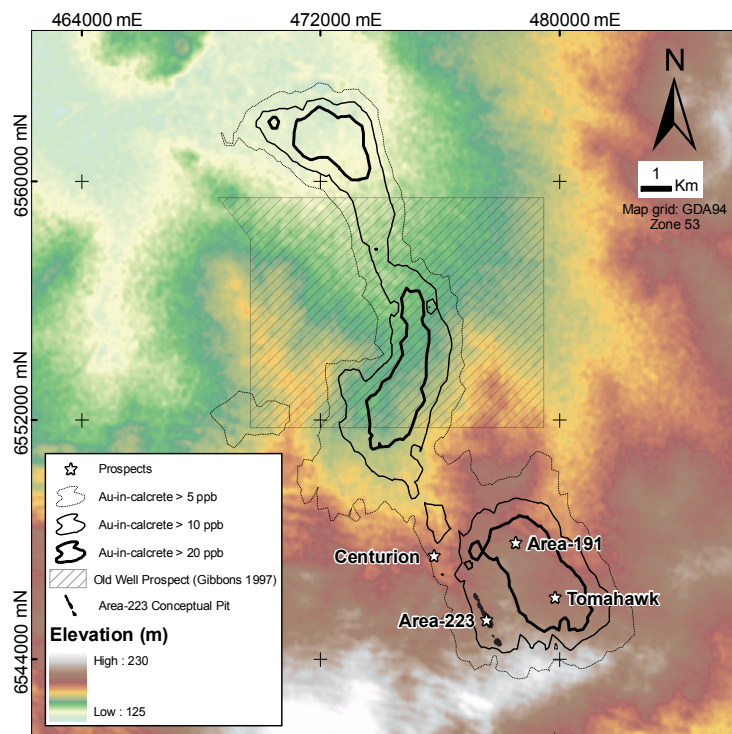 464000 mE
472000 mE
480000 mE
6560000 mN
6552000 mN
6544000 mN
N
1
Km
Map grid: GDA94
Zone 53
Centurion
Area-191
Tomahawk
Area-223
Prospects
Au-in-calcrete > 5 ppb
Au-in-calcrete > 10 ppb
Au-in-calcrete > 20 ppb
Old Well Prospect (Gibbons 1997)
Area-223 Conceptual Pit
Elevation (m)
High : 230
Low : 125